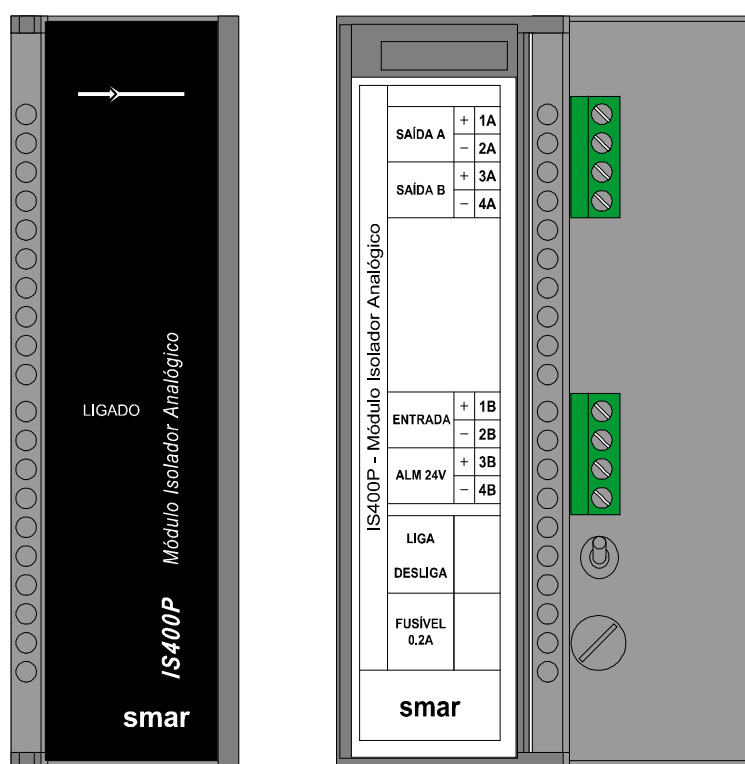 LIGADO
Módulo Isolador Analógico
IS400P
smar
IS400P - Módulo Isolador Analógico
SAÍDA A
+ 1A
− 2A
SAÍDA B
+ 3A
− 4A
ENTRADA
+ 1B
− 2B
ALM 24V
+ 3B
− 4B
LIGA
DESLIGA
FUSÍVEL
0.2A
smar